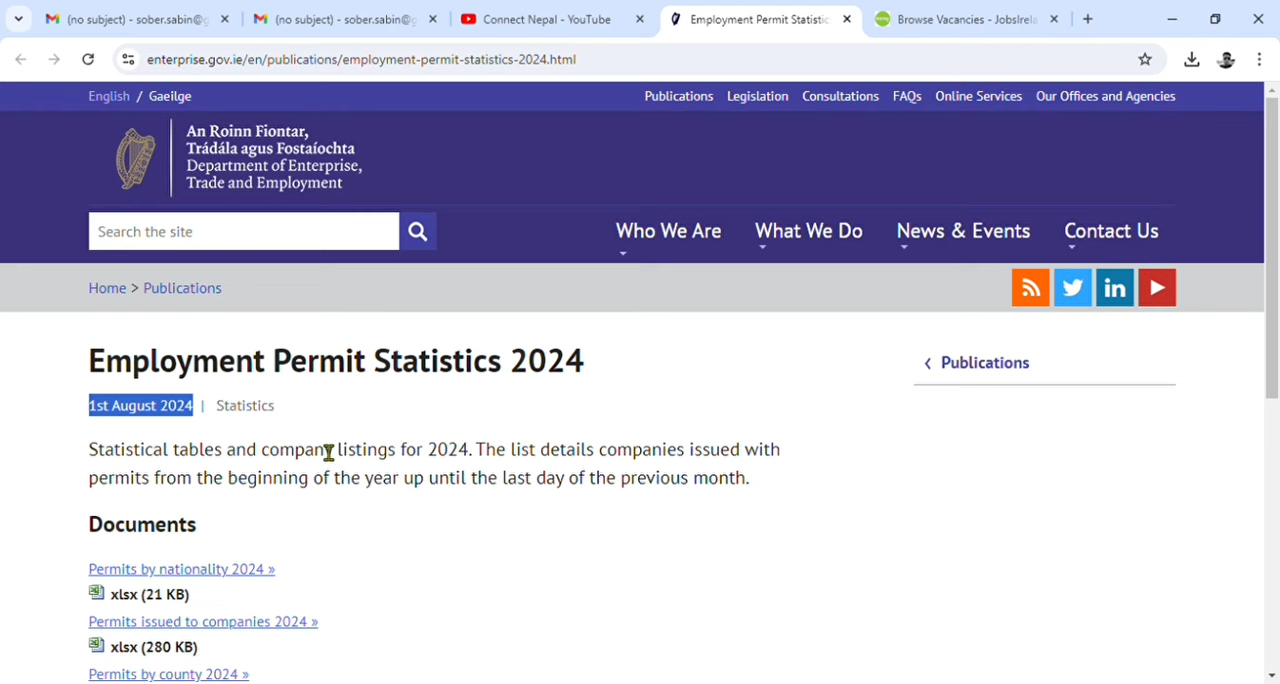 (no subject) - sober.sabin@g
(no subject) - sober.sabin@g
Connect Nepal - YouTube
Employment Permit Statistic
Browse Vacancies - JobsIrela
enterprise.gov.ie/en/publications/employment-permit-statistics-2024.html
English / Gaeilge
Publications Legislation Consultations FAQs Online Services Our Offices and Agencies
An Roinn Fiontar,
Trádála agus Fostaíochta
Department of Enterprise,
Trade and Employment
Search the site
Who We Are What We Do News & Events Contact Us
Home > Publications
Employment Permit Statistics 2024
‹ Publications
1st August 2024 | Statistics
Statistical tables and company listings for 2024. The list details companies issued with
permits from the beginning of the year up until the last day of the previous month.
Documents
Permits by nationality 2024 »
xlsx (21 KB)
Permits issued to companies 2024 »
xlsx (280 KB)
Permits by county 2024 »